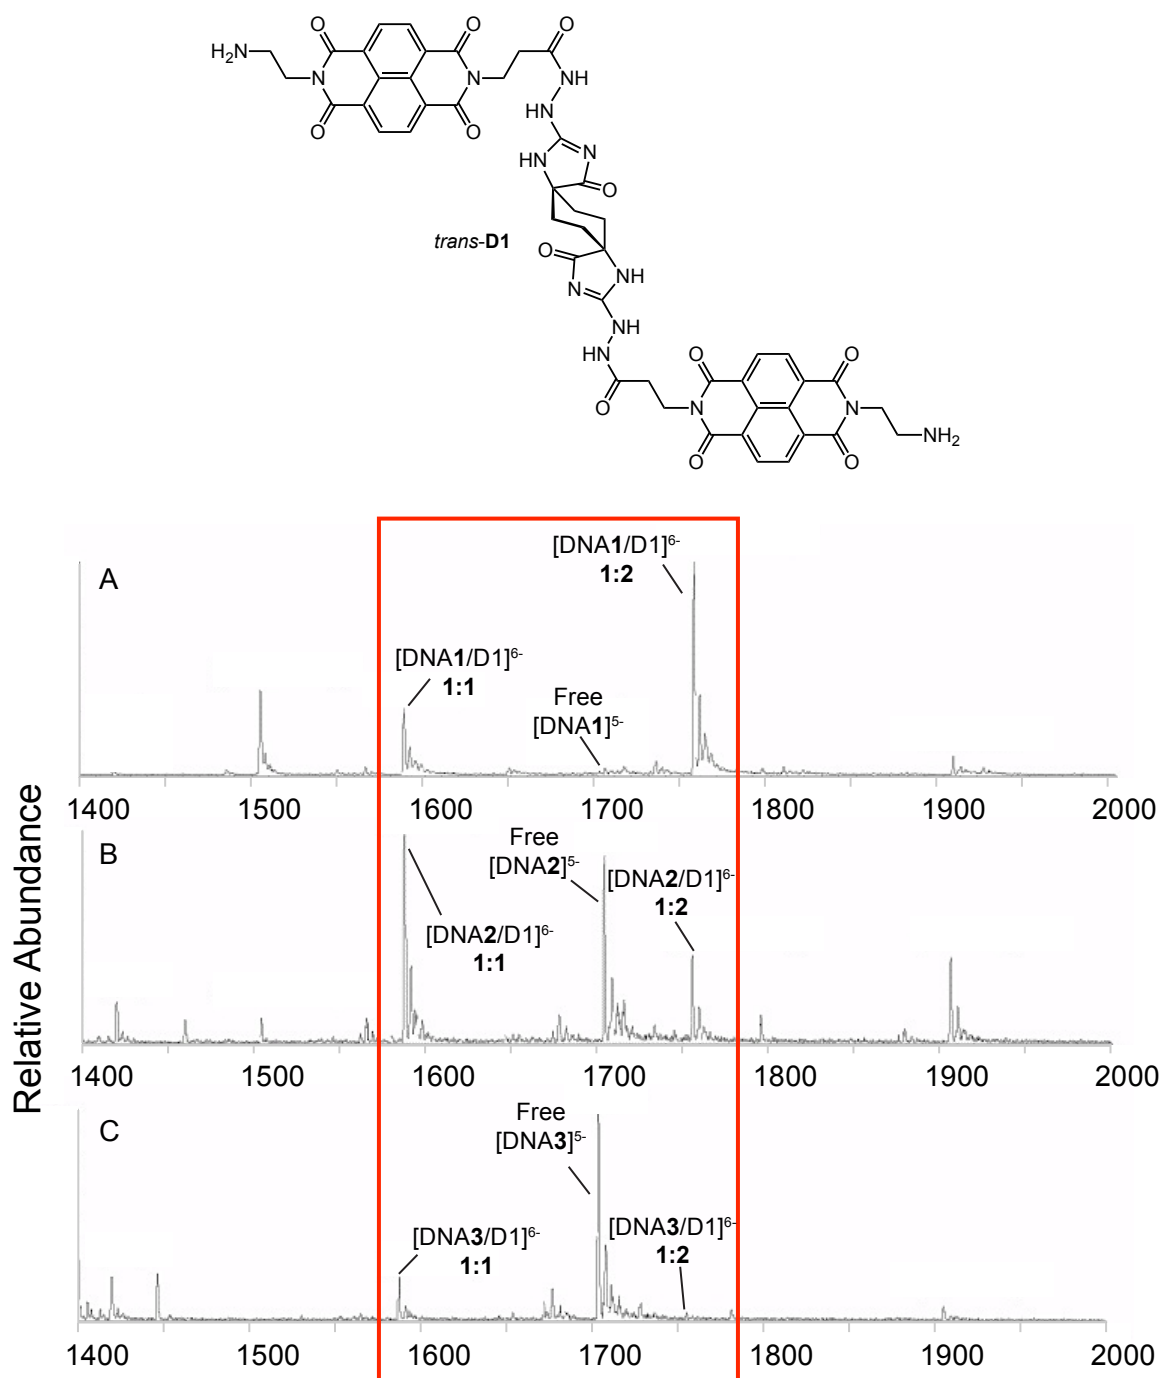 O O O
H2N
N N NH
O O HN
HN N
O
trans-D1
O
NH
N
NH
HN
O O O
N N
NH2
O O
A
[DNA1/D1]6-
1:2
[DNA1/D1]6-
1:1
Free
[DNA1]5-
1400 1500 1600 1700 1800 1900 2000
B
Free
[DNA2]5-
[DNA2/D1]6-
1:2
[DNA2/D1]6-
1:1
1400 1500 1600 1700 1800 1900 2000
C
Free
[DNA3]5-
[DNA3/D1]6-
1:1
[DNA3/D1]6-
1:2
1400 1500 1600 1700 1800 1900 2000
Relative Abundance